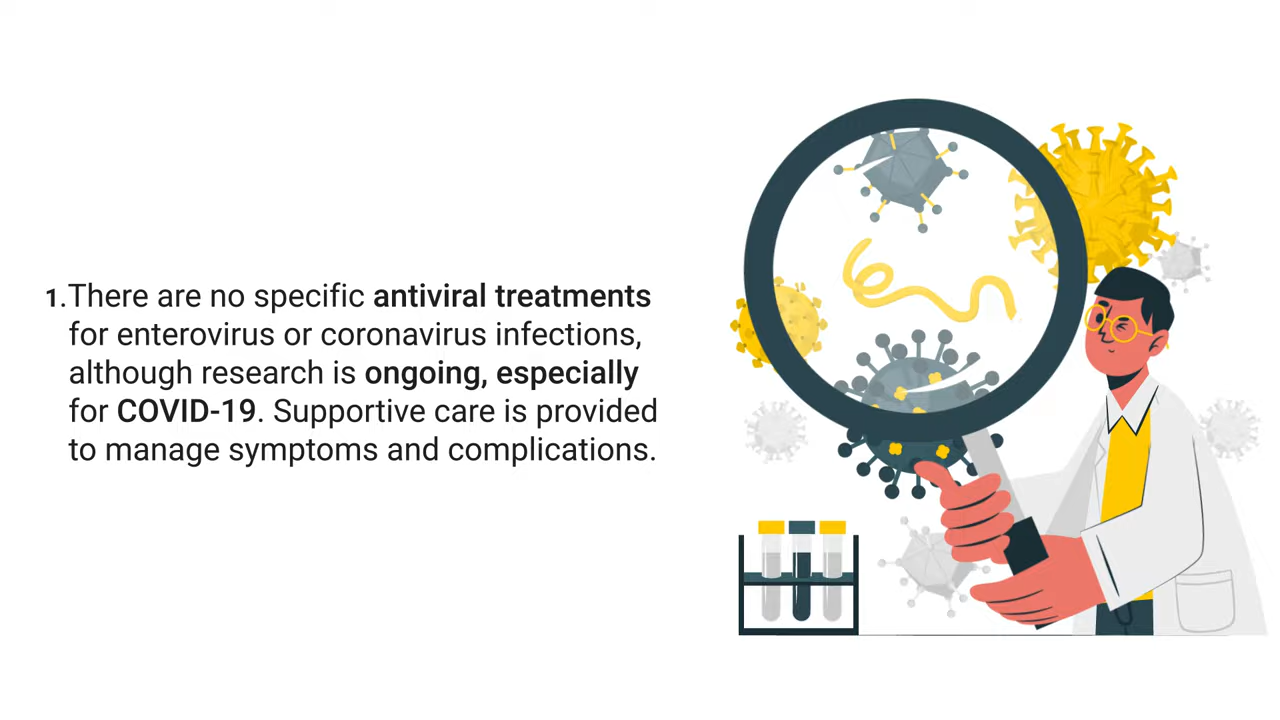 1.There are no specific antiviral treatments
for enterovirus or coronavirus infections,
although research is ongoing, especially
for COVID-19. Supportive care is provided
to manage symptoms and complications.